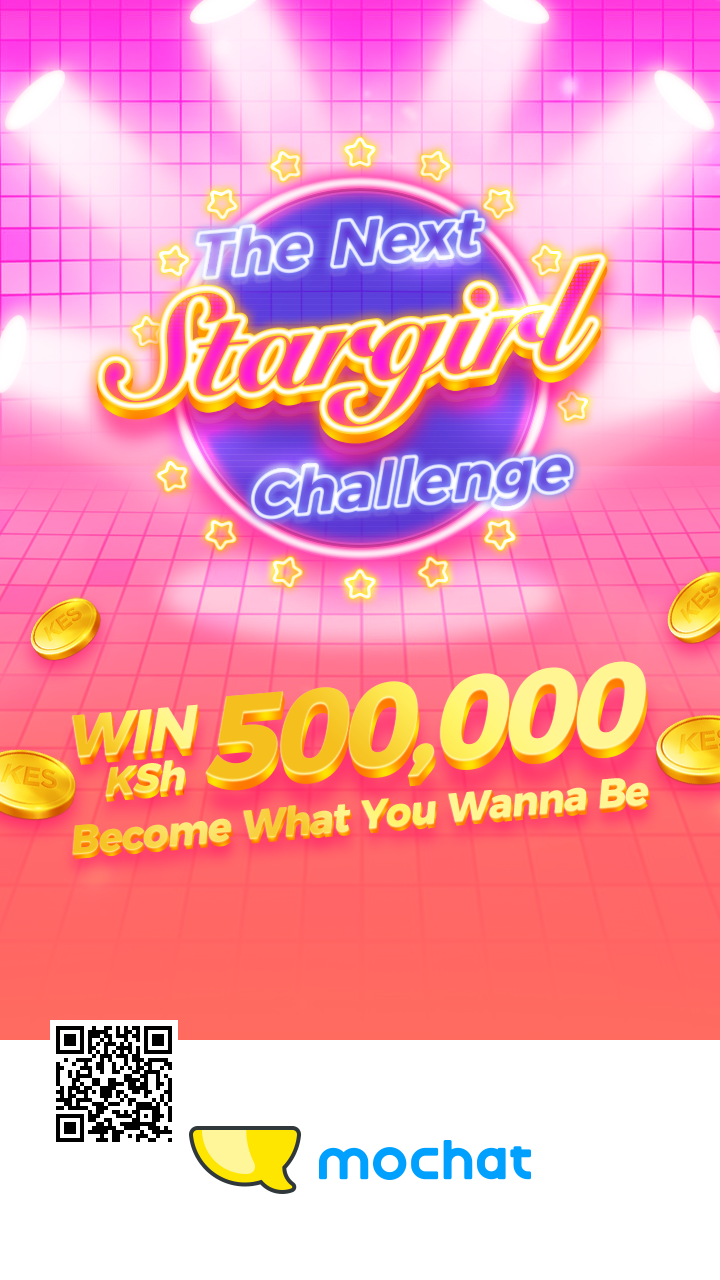 The Next
Stargirl
Challenge
KES
KES
WIN 500,000
KSh
KES
KES
Become What You Wanna Be
mochat